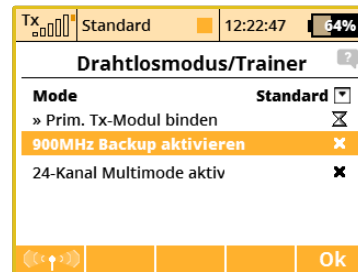 Tx Standard 12:22:47 64%
Drahtlosmodus/Trainer ?
Mode Standard
» Prim. Tx-Modul binden
900MHz Backup aktivieren
24-Kanal Multimode aktiv
Ok